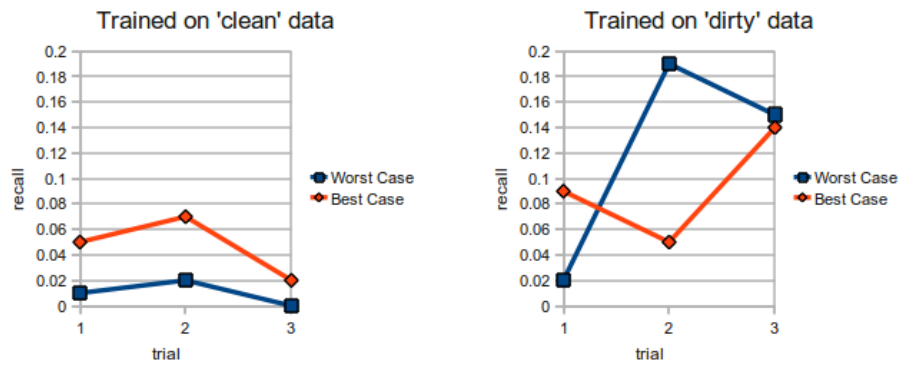 Trained on 'clean' data
0.2
0.18
0.16
0.14
0.12
0.1
0.08
0.06
0.04
0.02
0
recall
1 2 3
trial
Worst Case
Best Case
Trained on 'dirty' data
0.2
0.18
0.16
0.14
0.12
0.1
0.08
0.06
0.04
0.02
0
recall
1 2 3
trial
Worst Case
Best Case